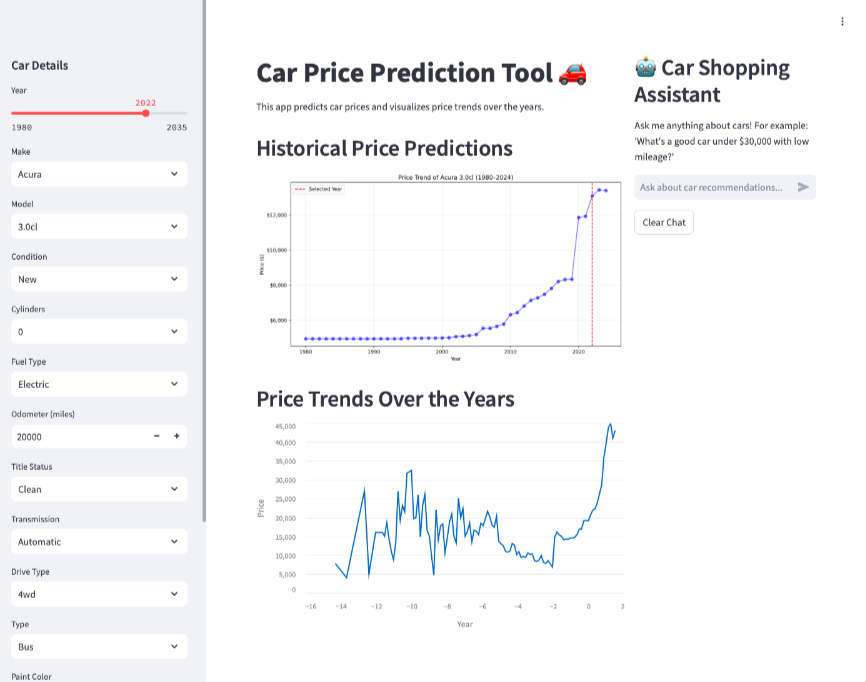 Car Details
Year
2022
1980
2035
Make
Acura
Model
3.0cl
Condition
New
Cylinders
0
Fuel Type
Electric
Odometer (miles)
20000
Title Status
Clean
Transmission
Automatic
Drive Type
4wd
Type
Bus
Paint Color
Car Price Prediction Tool
This app predicts car prices and visualizes price trends over the years.
Historical Price Predictions
Price Trend of Acura 3.0cl (1980-2024)
Selected Year
$12,000
$10,000
$8,000
$6,000
Price ($)
1980
1990
2000
2010
2020
Year
Price Trends Over the Years
45,000
40,000
35,000
30,000
25,000
20,000
15,000
10,000
5,000
0
Price
−16
−14
−12
−10
−8
−6
−4
−2
0
2
Year
Car Shopping
Assistant
Ask me anything about cars! For example:
'What's a good car under $30,000 with low
mileage?'
Ask about car recommendations...
Clear Chat